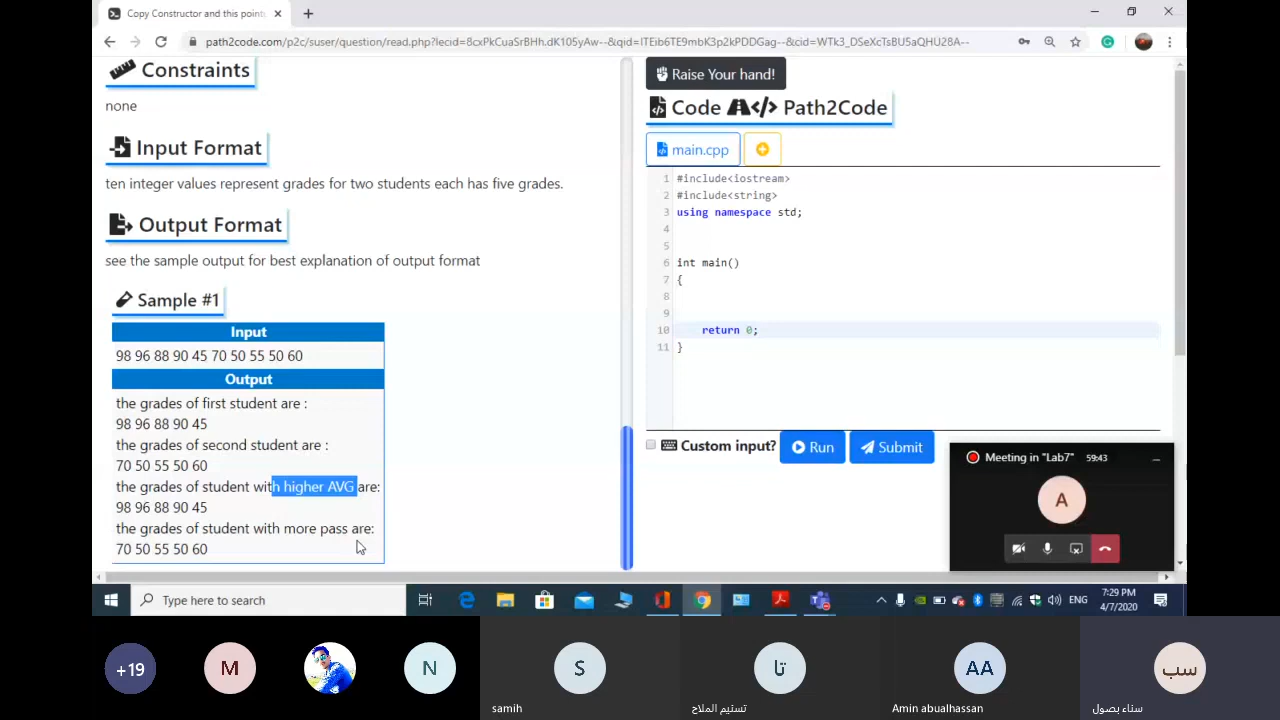 Copy Constructor and this point
path2code.com/p2c/suser/question/read.php?lecid=8cxPkCuaSrBHh.dK105yAw--&qid=ITEib6TE9mbK3p2kPDDGag--&cid=WTk3_DSeXcTsBU5aQHU28A--
Constraints
none
Input Format
ten integer values represent grades for two students each has five grades.
Output Format
see the sample output for best explanation of output format
Sample #1
Input
98 96 88 90 45 70 50 55 50 60
Output
the grades of first student are :
98 96 88 90 45
the grades of second student are :
70 50 55 50 60
the grades of student with higher AVG are:
98 96 88 90 45
the grades of student with more pass are:
70 50 55 50 60
Raise Your hand!
Code </> Path2Code
main.cpp
1 #include<iostream>
2 #include<string>
3 using namespace std;
4
5
6 int main()
7 {
8
9
10 return 0;
11 }
Custom input? Run Submit
Meeting in "Lab7" 59:43
A
Type here to search
ENG
7:29 PM
4/7/2020
+19 M N S تا AA سب
samih تسنيم الملاح Amin abualhassan سناء بصول